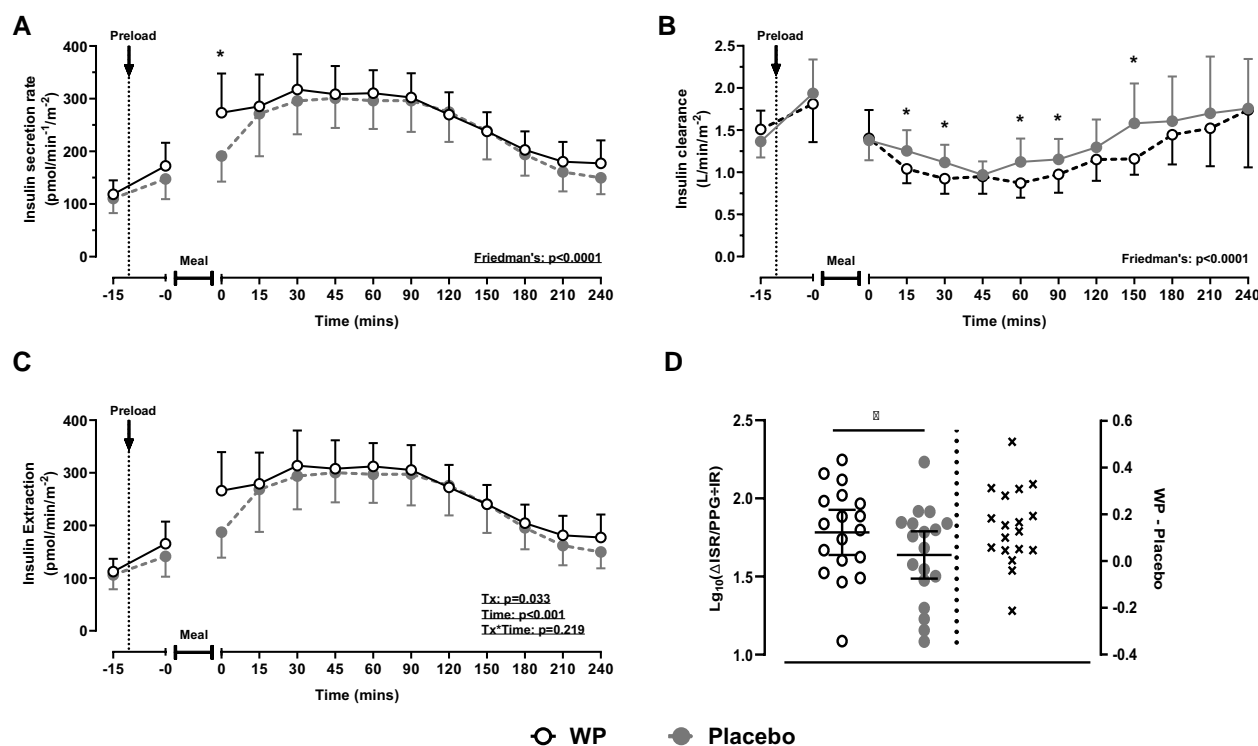 A
Preload
400
300
200
100
0
Insulin secretion rate
(pmol/min⁻¹/m⁻²)
*
Meal
Friedman's: p<0.0001
-15 -0 0 15 30 45 60 90 120 150 180 210 240
Time (mins)
B
Preload
2.5
2.0
1.5
1.0
0.5
0.0
Insulin clearance
(L/min/m⁻²)
* * * * *
Meal
Friedman's: p<0.0001
-15 -0 0 15 30 45 60 90 120 150 180 210 240
Time (mins)
C
Preload
400
300
200
100
0
Insulin Extraction
(pmol/min/m⁻²)
Meal
Tx: p=0.033
Time: p<0.001
Tx*Time: p=0.219
-15 -0 0 15 30 45 60 90 120 150 180 210 240
Time (mins)
D
2.5
2.0
1.5
1.0
Lg₁₀(ΔISR/PPG÷IR)
0.6
0.4
0.2
0.0
-0.2
-0.4
WP - Placebo
WP Placebo